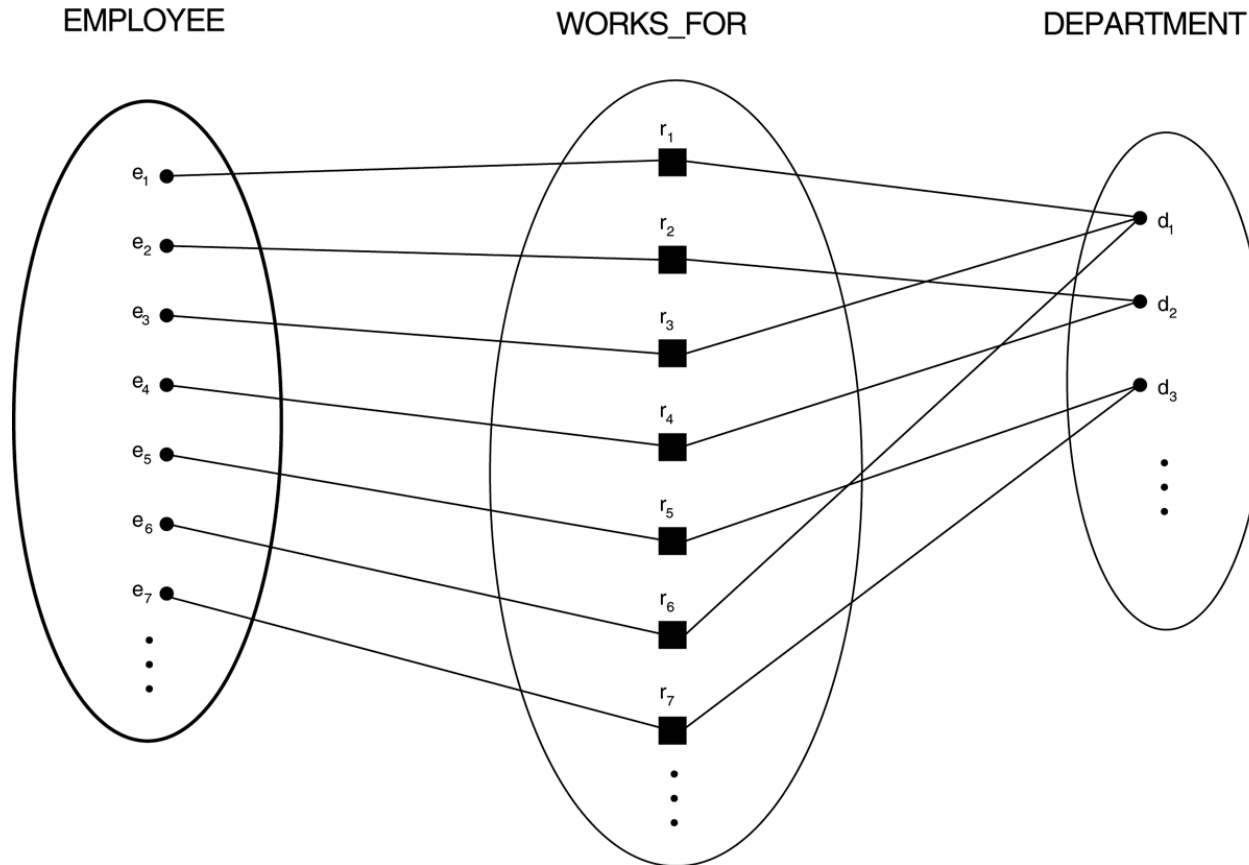 EMPLOYEE WORKS_FOR DEPARTMENT
e₁
e₂
e₃
e₄
e₅
e₆
e₇
r₁
r₂
r₃
r₄
r₅
r₆
r₇
d₁
d₂
d₃